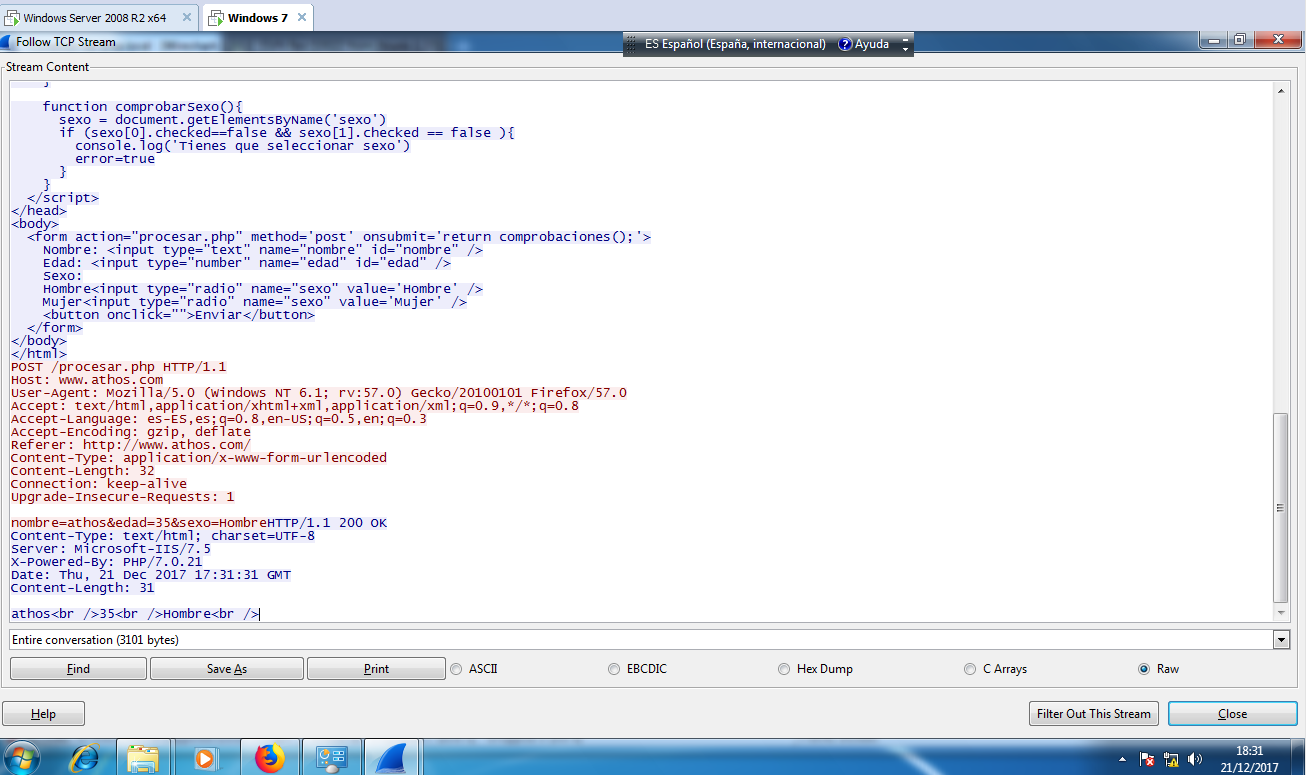 Windows Server 2008 R2 x64
Windows 7
Follow TCP Stream
ES Español (España, internacional) Ayuda
Stream Content
}
function comprobarSexo(){
sexo = document.getElementsByName('sexo')
if (sexo[0].checked==false && sexo[1].checked == false ){
console.log('Tienes que seleccionar sexo')
error=true
}
}
</script>
</head>
<body>
<form action="procesar.php" method='post' onsubmit='return comprobaciones();'>
Nombre: <input type="text" name="nombre" id="nombre" />
Edad: <input type="number" name="edad" id="edad" />
Sexo:
Hombre<input type="radio" name="sexo" value='Hombre' />
Mujer<input type="radio" name="sexo" value='Mujer' />
<button onclick="">Enviar</button>
</form>
</body>
</html>
POST /procesar.php HTTP/1.1
Host: www.athos.com
User-Agent: Mozilla/5.0 (Windows NT 6.1; rv:57.0) Gecko/20100101 Firefox/57.0
Accept: text/html,application/xhtml+xml,application/xml;q=0.9,*/*;q=0.8
Accept-Language: es-ES,es;q=0.8,en-US;q=0.5,en;q=0.3
Accept-Encoding: gzip, deflate
Referer: http://www.athos.com/
Content-Type: application/x-www-form-urlencoded
Content-Length: 32
Connection: keep-alive
Upgrade-Insecure-Requests: 1
nombre=athos&edad=35&sexo=HombreHTTP/1.1 200 OK
Content-Type: text/html; charset=UTF-8
Server: Microsoft-IIS/7.5
X-Powered-By: PHP/7.0.21
Date: Thu, 21 Dec 2017 17:31:31 GMT
Content-Length: 31
athos<br />35<br />Hombre<br />
Entire conversation (3101 bytes)
Find Save As Print ASCII EBCDIC Hex Dump C Arrays Raw
Help Filter Out This Stream Close
18:31
21/12/2017